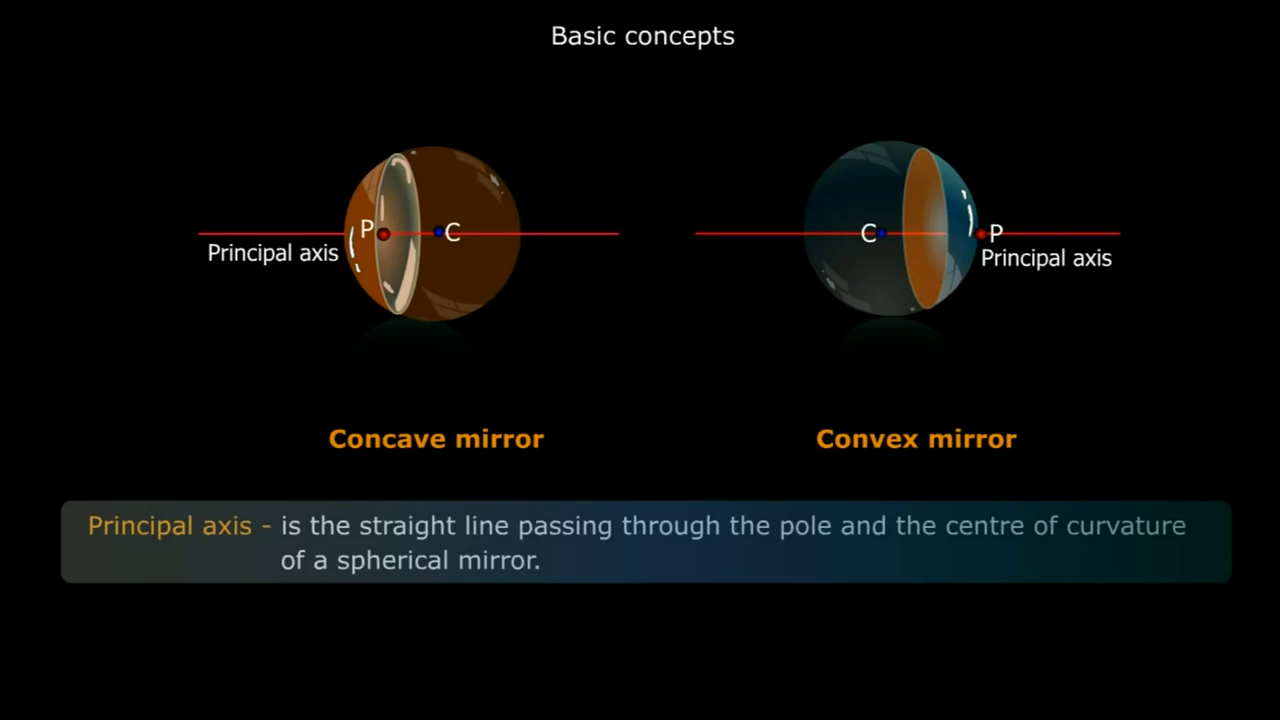 Basic concepts
P
C
Principal axis
C
P
Principal axis
Concave mirror
Convex mirror
Principal axis - is the straight line passing through the pole and the centre of curvature
of a spherical mirror.